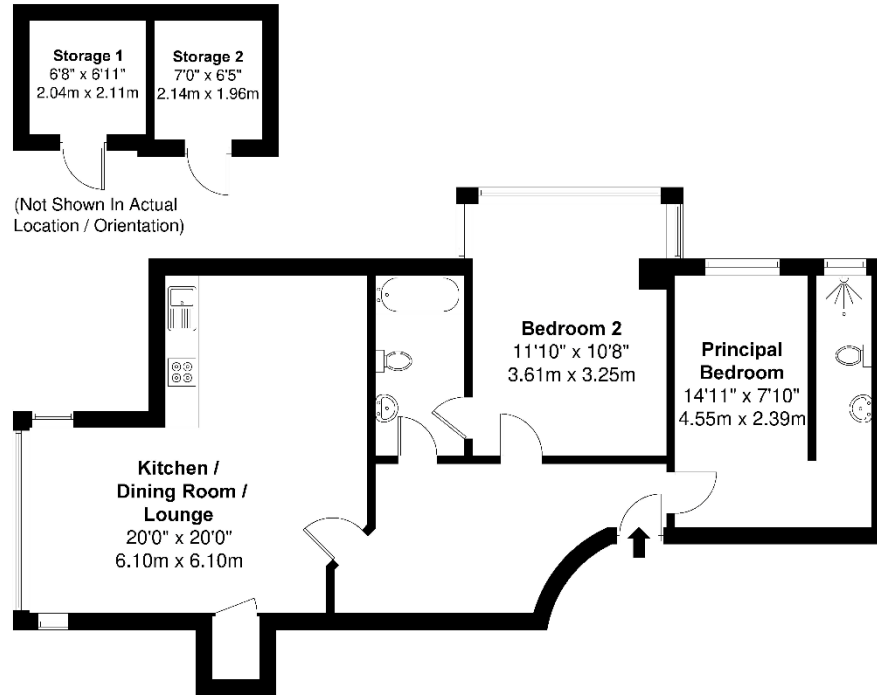 Storage 1
6'8" x 6'11"
2.04m x 2.11m
Storage 2
7'0" x 6'5"
2.14m x 1.96m
(Not Shown In Actual
Location / Orientation)
Bedroom 2
11'10" x 10'8"
3.61m x 3.25m
Principal
Bedroom
14'11" x 7'10"
4.55m x 2.39m
Kitchen /
Dining Room /
Lounge
20'0" x 20'0"
6.10m x 6.10m